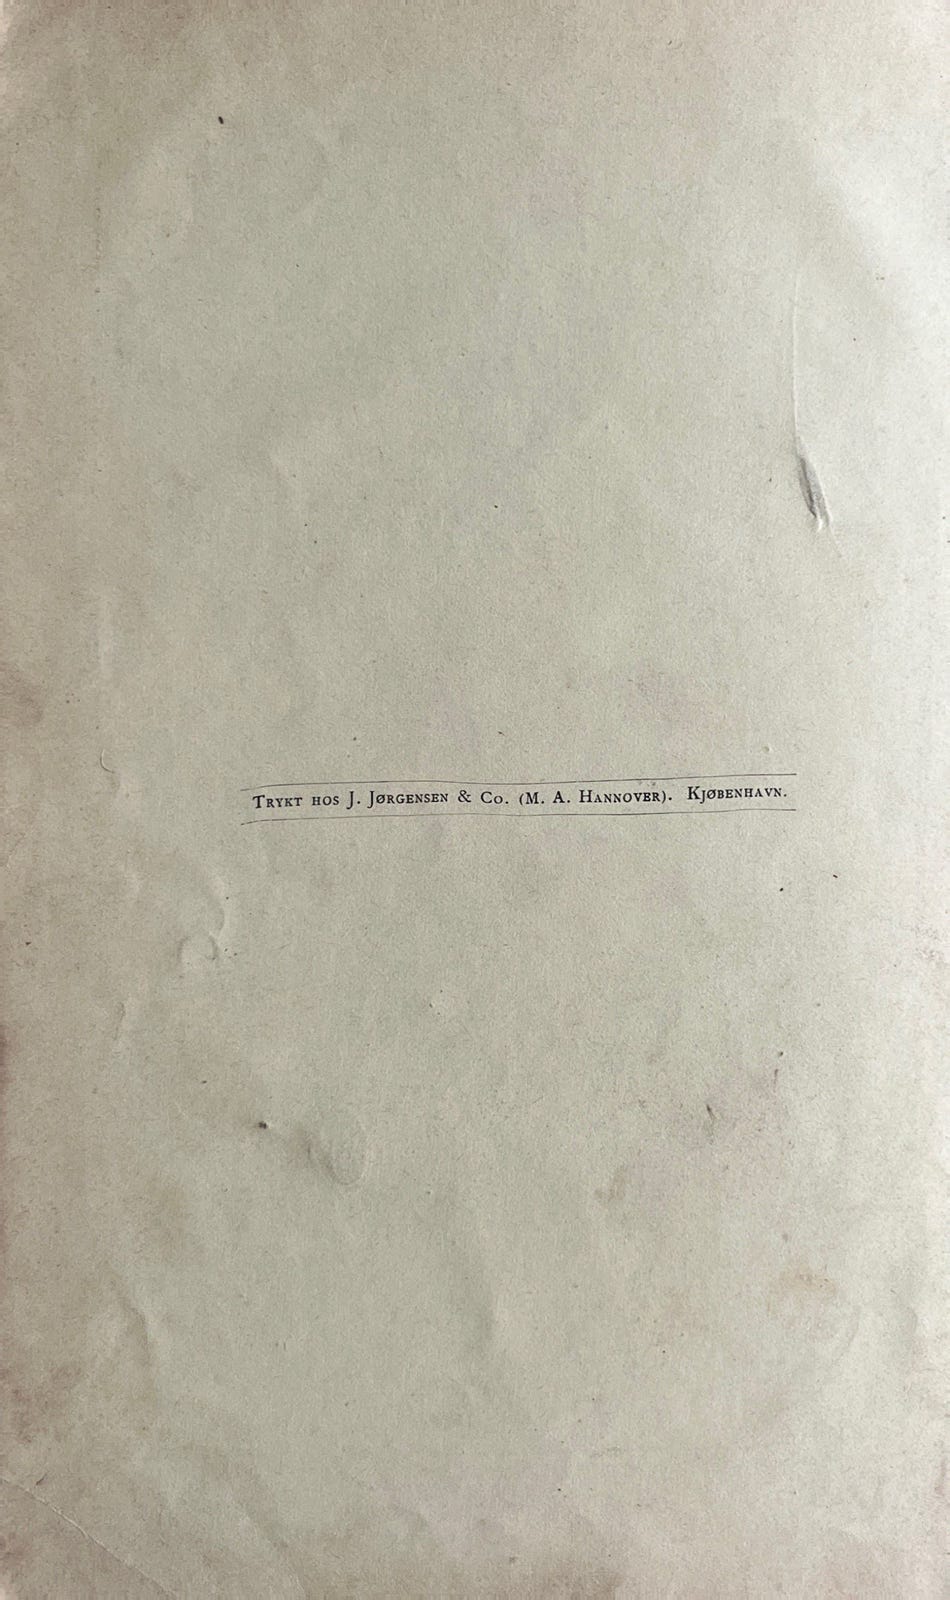 Trykt hos J. Jørgensen & Co. (M. A. Hannover). Kjøbenhavn.